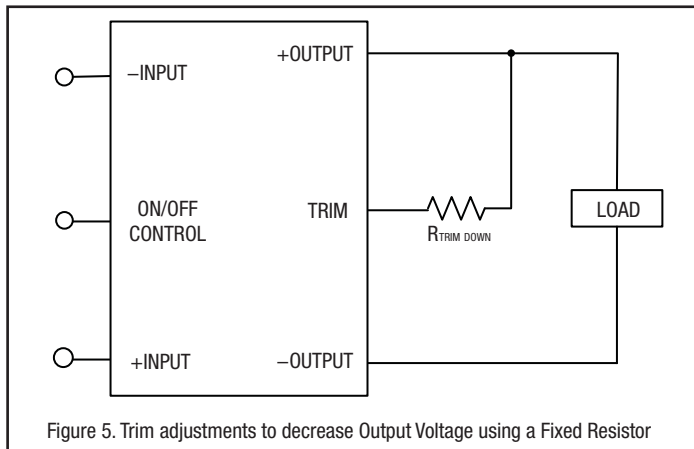 +OUTPUT
−INPUT
ON/OFF
CONTROL
TRIM
RTRIM DOWN
LOAD
+INPUT
−OUTPUT
Figure 5. Trim adjustments to decrease Output Voltage using a Fixed Resistor